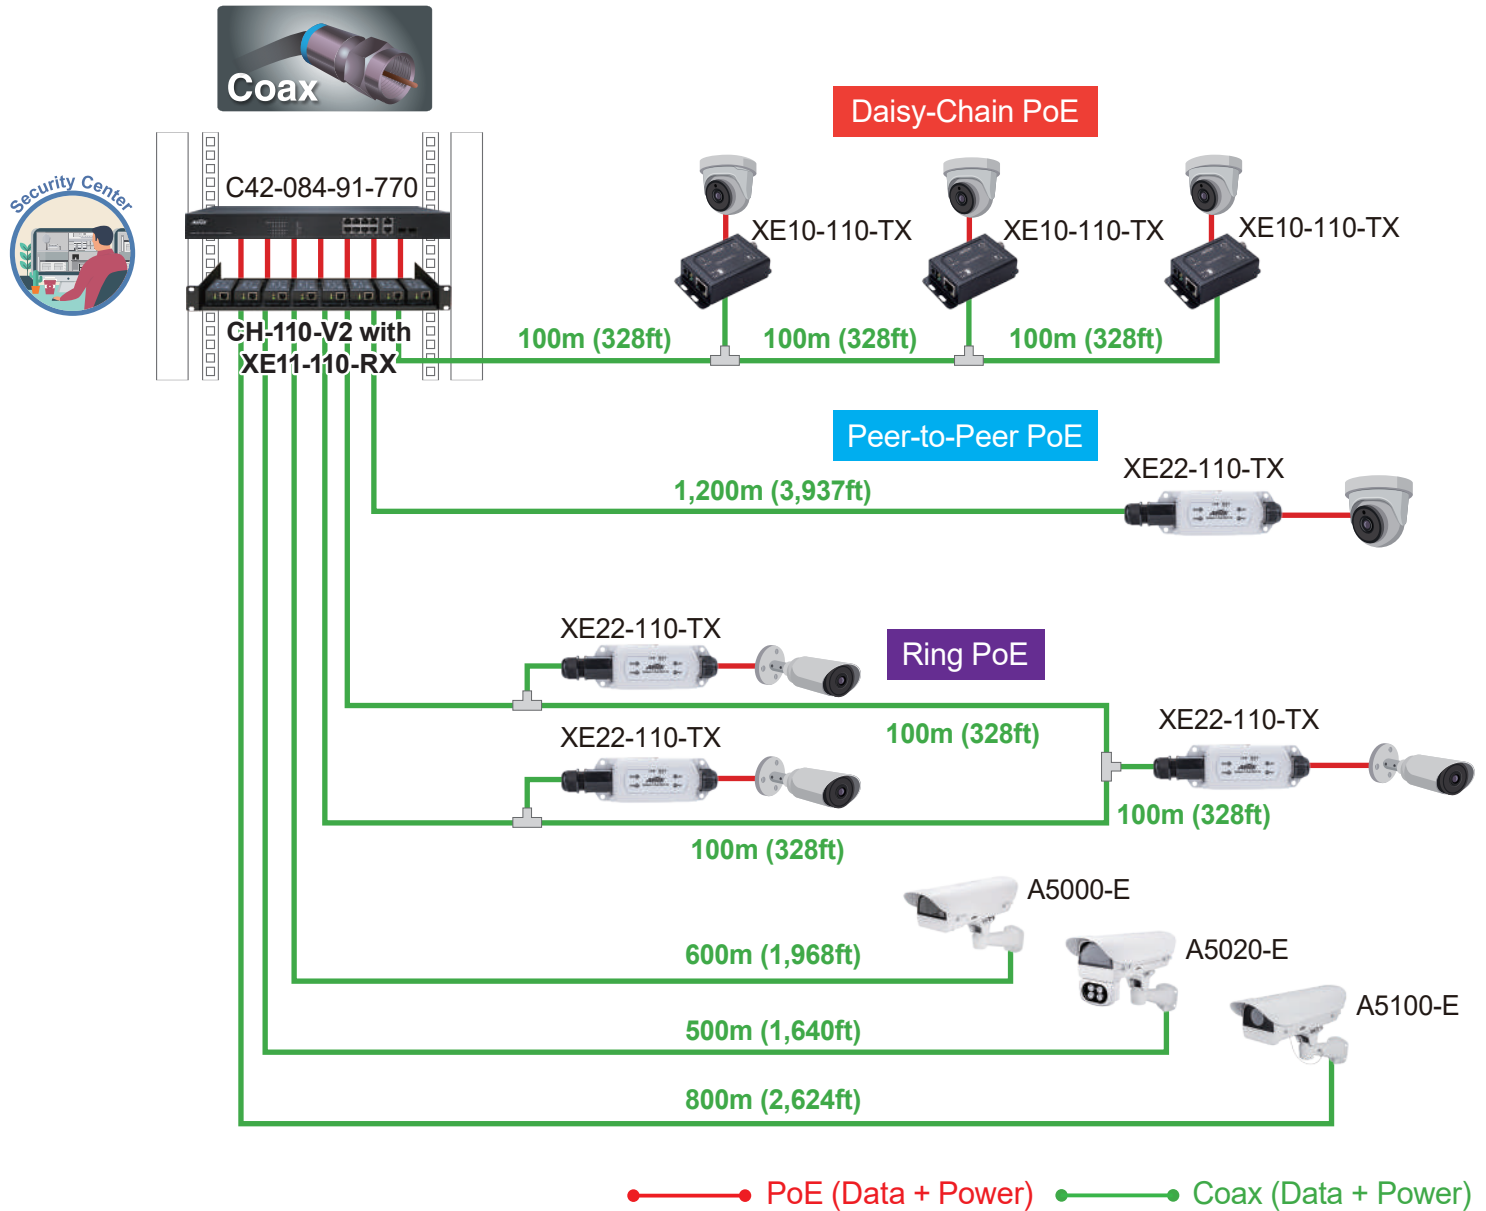 Coax
Security Center
C42-084-91-770
CH-110-V2 with
XE11-110-RX
Daisy-Chain PoE
XE10-110-TX
XE10-110-TX
XE10-110-TX
100m (328ft)
100m (328ft)
100m (328ft)
Peer-to-Peer PoE
XE22-110-TX
1,200m (3,937ft)
XE22-110-TX
Ring PoE
XE22-110-TX
100m (328ft)
XE22-110-TX
100m (328ft)
100m (328ft)
A5000-E
600m (1,968ft)
A5020-E
500m (1,640ft)
A5100-E
800m (2,624ft)
PoE (Data + Power)
Coax (Data + Power)